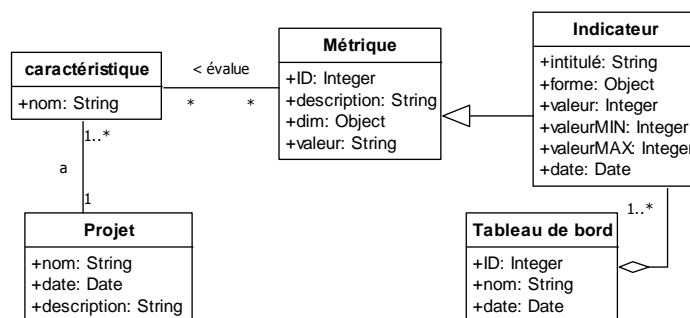 caractéristique
+nom: String
< évalue
* *
Métrique
+ID: Integer
+description: String
+dim: Object
+valeur: String
Indicateur
+intitulé: String
+forme: Object
+valeur: Integer
+valeurMIN: Integer
+valeurMAX: Integer
+date: Date
1..*
a
1
Projet
+nom: String
+date: Date
+description: String
1..*
Tableau de bord
+ID: Integer
+nom: String
+date: Date